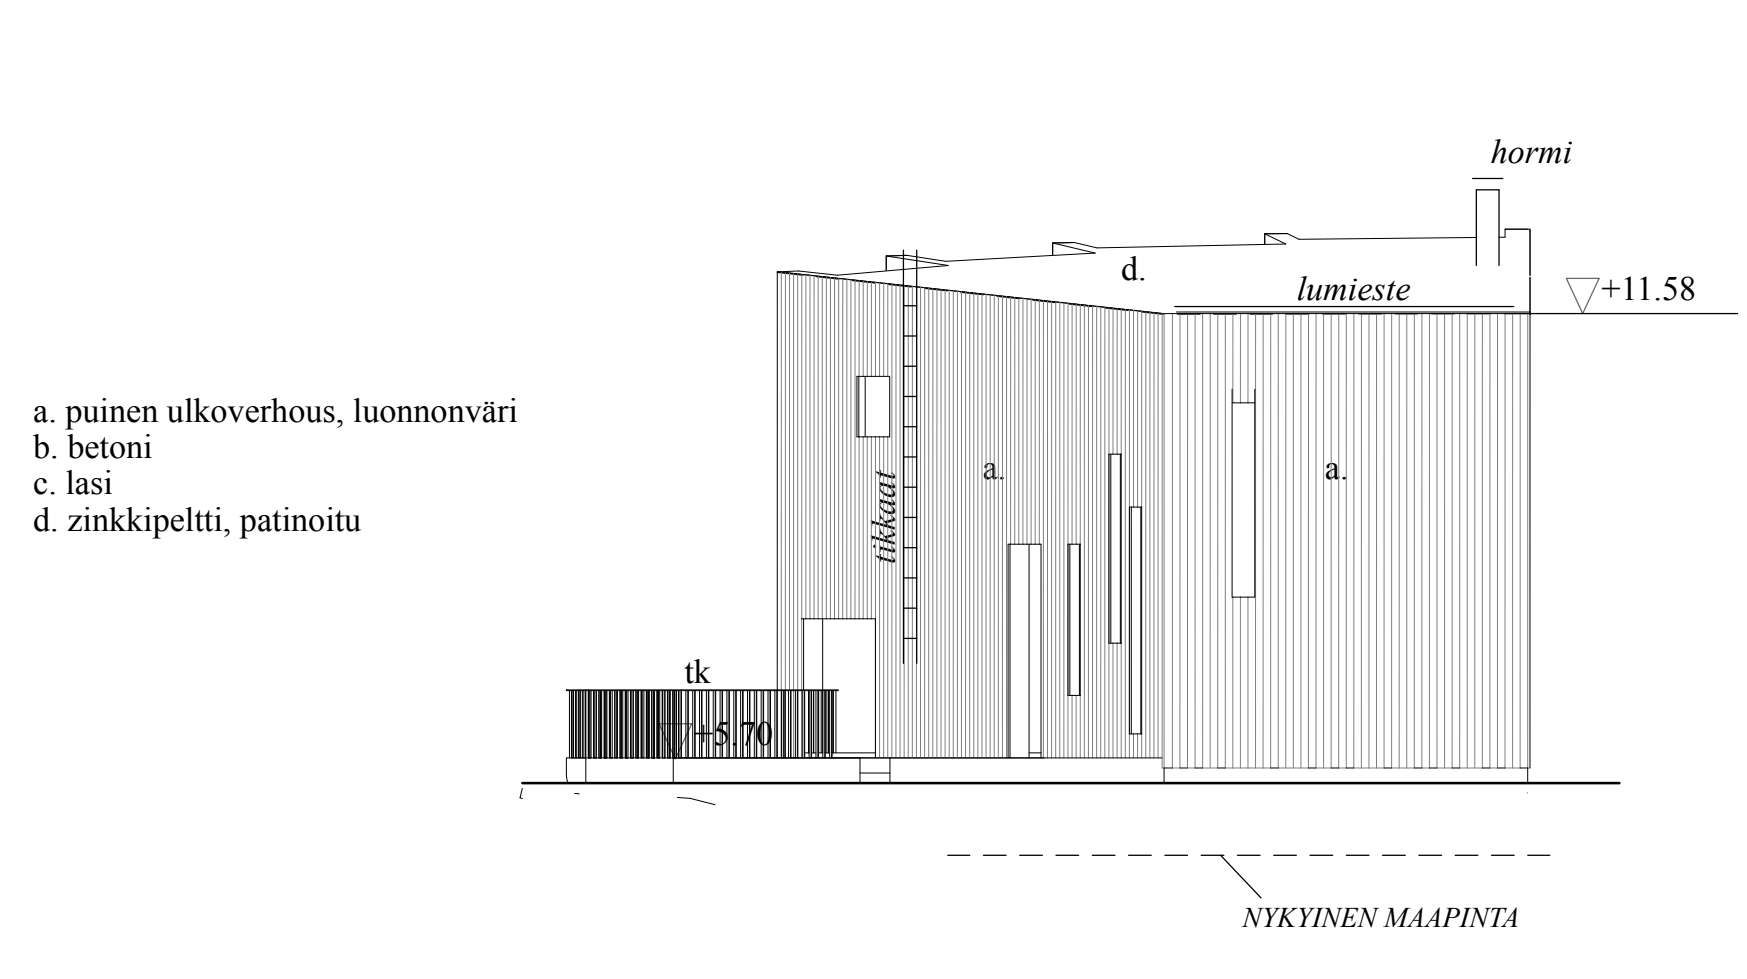 hormi
d.
lumieste
+11.58
a. puinen ulkoverhous, luonnonväri
b. betoni
c. lasi
d. zinkkipeltti, patinoitu
tikkaat
a.
a.
tk
+5.70
NYKYINEN MAAPINTA